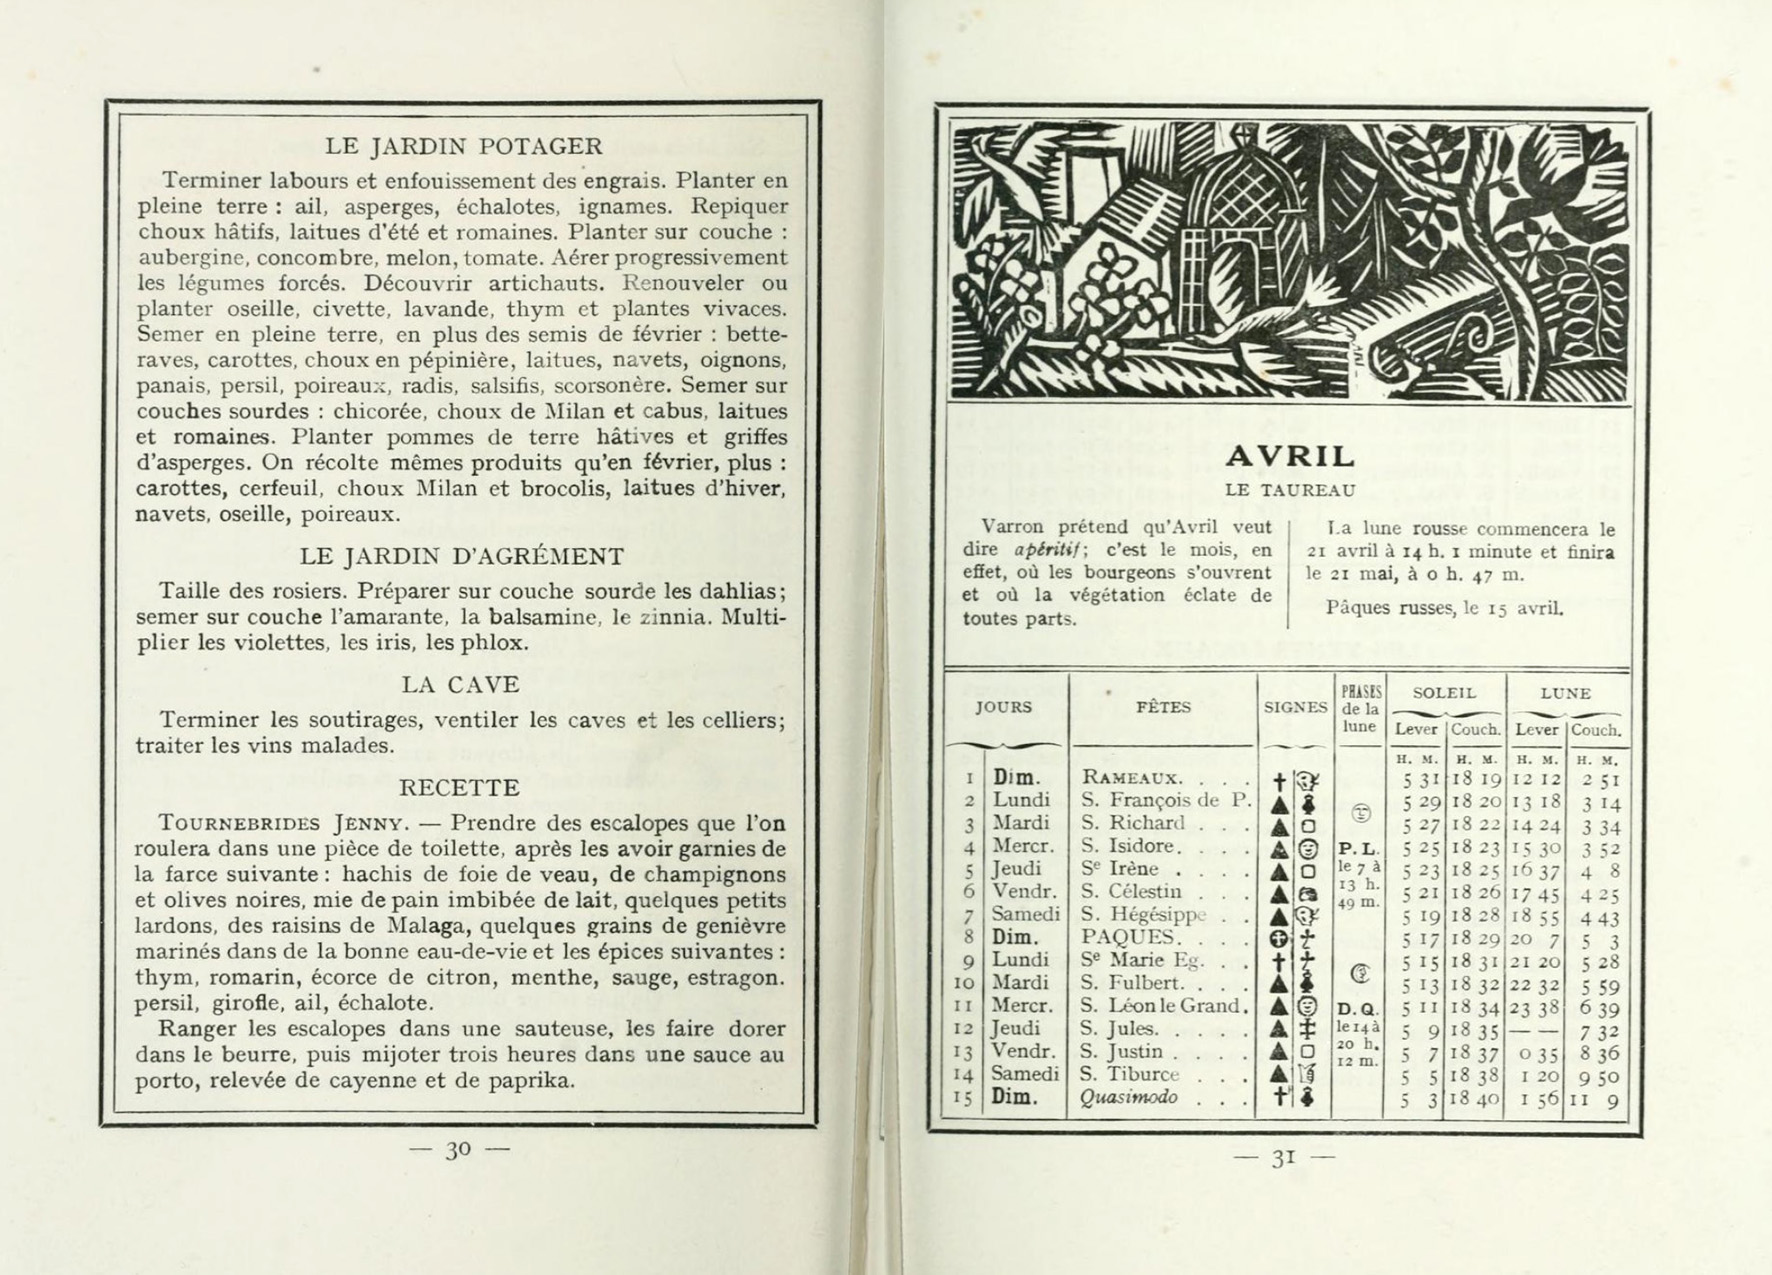 LE JARDIN POTAGER
Terminer labours et enfouissement des engrais. Planter en
pleine terre : ail, asperges, échalotes, ignames. Repiquer
choux hâtifs, laitues d'été et romaines. Planter sur couche :
aubergine, concombre, melon, tomate. Aérer progressivement
les légumes forcés. Découvrir artichauts. Renouveler ou
planter oseille, civette, lavande, thym et plantes vivaces.
Semer en pleine terre, en plus des semis de février : bette-
raves, carottes, choux en pépinière, laitues, navets, oignons,
panais, persil, poireaux, radis, salsifis, scorsonère. Semer sur
couches sourdes : chicorée, choux de Milan et cabus, laitues
et romaines. Planter pommes de terre hâtives et griffes
d'asperges. On récolte mêmes produits qu'en février, plus :
carottes, cerfeuil, choux Milan et brocolis, laitues d'hiver,
navets, oseille, poireaux.
LE JARDIN D'AGRÉMENT
Taille des rosiers. Préparer sur couche sourde les dahlias;
semer sur couche l'amarante, la balsamine, le zinnia. Multi-
plier les violettes, les iris, les phlox.
LA CAVE
Terminer les soutirages, ventiler les caves et les celliers;
traiter les vins malades.
RECETTE
TOURNEBRIDES JENNY. — Prendre des escalopes que l'on
roulera dans une pièce de toilette, après les avoir garnies de
la farce suivante : hachis de foie de veau, de champignons
et olives noires, mie de pain imbibée de lait, quelques petits
lardons, des raisins de Malaga, quelques grains de genièvre
marinés dans de la bonne eau-de-vie et les épices suivantes :
thym, romarin, écorce de citron, menthe, sauge, estragon.
persil, girofle, ail, échalote.
Ranger les escalopes dans une sauteuse, les faire dorer
dans le beurre, puis mijoter trois heures dans une sauce au
porto, relevée de cayenne et de paprika.
— 30 —
AVRIL
LE TAUREAU
Varron prétend qu'Avril veut
dire apéritif; c'est le mois, en
effet, où les bourgeons s'ouvrent
et où la végétation éclate de
toutes parts.
La lune rousse commencera le
21 avril à 14 h. 1 minute et finira
le 21 mai, à 0 h. 47 m.
Pâques russes, le 15 avril.
JOURS FÊTES SIGNES PHASES de la lune SOLEIL LUNE
Lever Couch. Lever Couch.
H. M. H. M. H. M. H. M.
1 Dim. RAMEAUX. . . . 5 31 18 19 12 12 2 51
2 Lundi S. François de P. 5 29 18 20 13 18 3 14
3 Mardi S. Richard . . . 5 27 18 22 14 24 3 34
4 Mercr. S. Isidore. . . . P. L. 5 25 18 23 15 30 3 52
5 Jeudi Se Irène . . . . le 7 à 5 23 18 25 16 37 4 8
6 Vendr. S. Célestin . . . 13 h. 5 21 18 26 17 45 4 25
7 Samedi S. Hégésippe . . 49 m. 5 19 18 28 18 55 4 43
8 Dim. PAQUES. . . . 5 17 18 29 20 7 5 3
9 Lundi Se Marie Eg. . . 5 15 18 31 21 20 5 28
10 Mardi S. Fulbert. . . . 5 13 18 32 22 32 5 59
11 Mercr. S. Léon le Grand. D. Q. 5 11 18 34 23 38 6 39
12 Jeudi S. Jules. . . . . le 14 à 5 9 18 35 — — 7 32
13 Vendr. S. Justin . . . . 20 h. 5 7 18 37 0 35 8 36
14 Samedi S. Tiburce . . . 12 m. 5 5 18 38 1 20 9 50
15 Dim. Quasimodo . . . 5 3 18 40 1 56 11 9
— 31 —